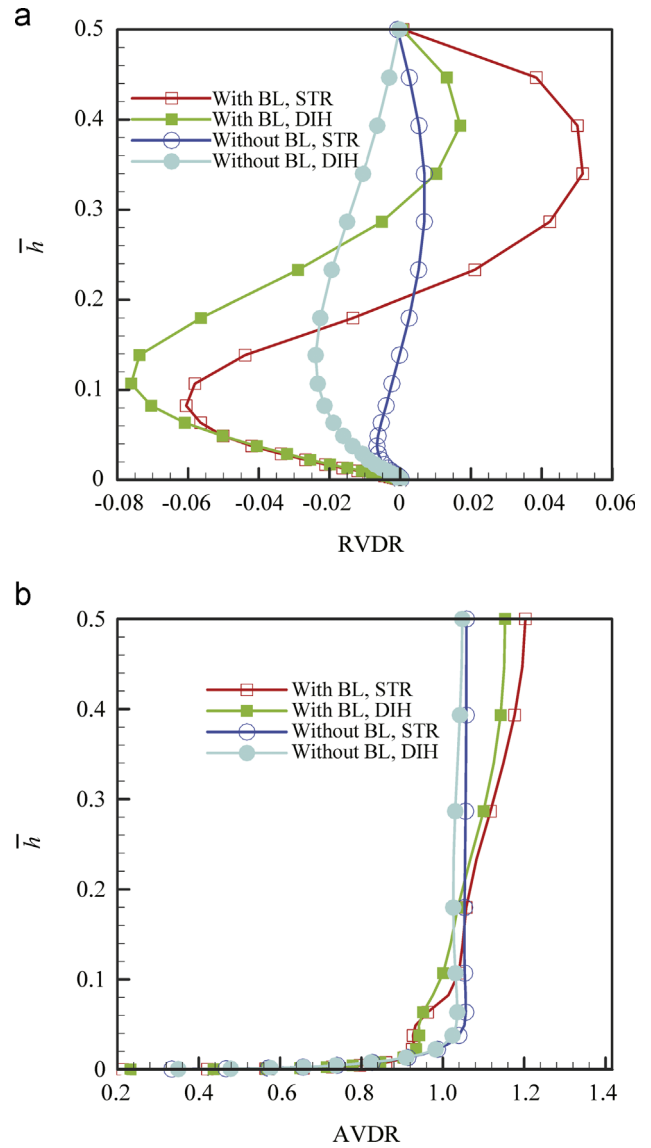 a
0.5
0.4
0.3
0.2
0.1
0
h
With BL, STR
With BL, DIH
Without BL, STR
Without BL, DIH
-0.08 -0.06 -0.04 -0.02 0 0.02 0.04 0.06
RVDR
b
0.5
0.4
0.3
0.2
0.1
0
h
With BL, STR
With BL, DIH
Without BL, STR
Without BL, DIH
0.2 0.4 0.6 0.8 1.0 1.2 1.4
AVDR